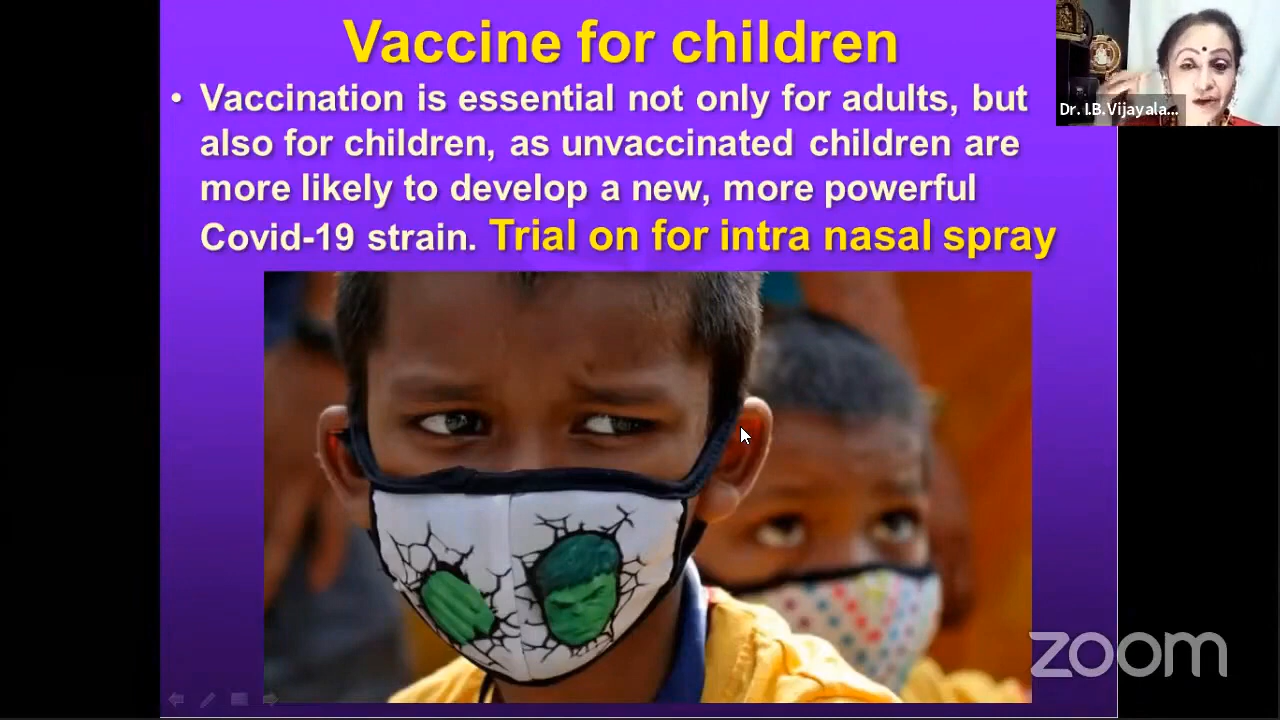 Vaccine for children
• Vaccination is essential not only for adults, but
also for children, as unvaccinated children are
more likely to develop a new, more powerful
Covid-19 strain. Trial on for intra nasal spray
Dr. I.B.Vijayala...
zoom